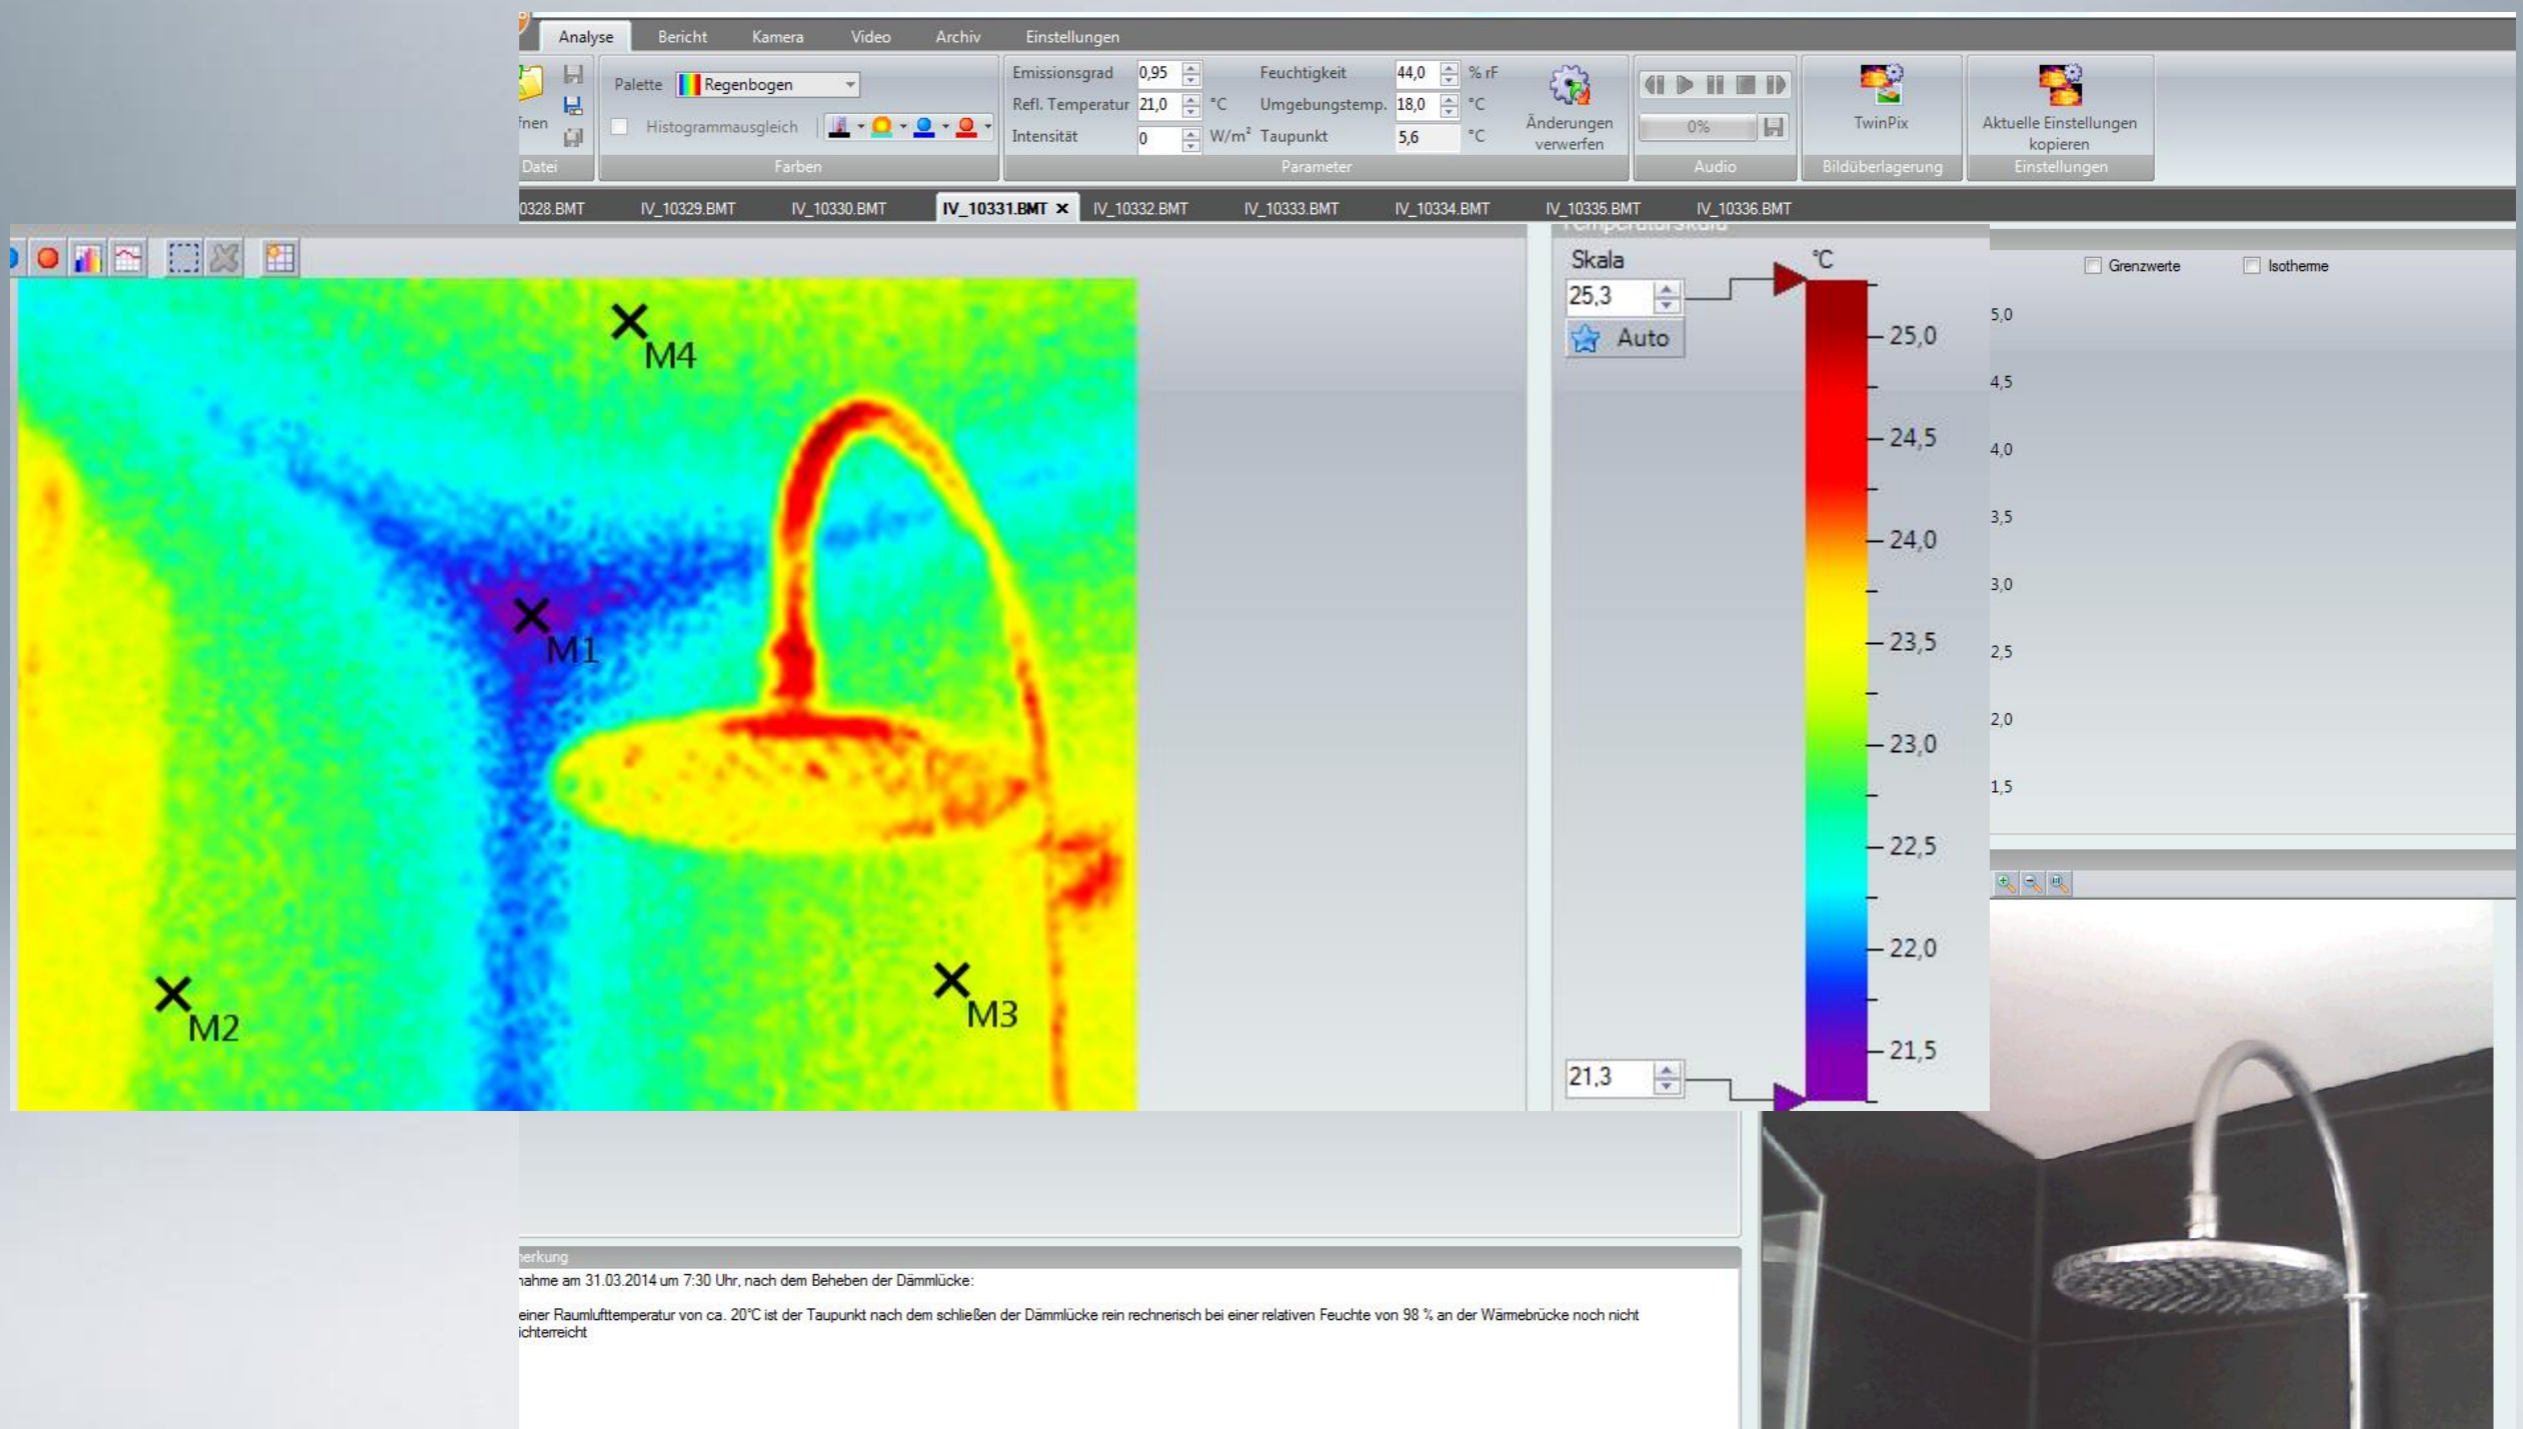 Analyse Bericht Kamera Video Archiv Einstellungen
Palette Regenbogen
Histogrammausgleich
Farben
fnen
Datei
Emissionsgrad 0,95 Feuchtigkeit 44,0 % rF
Refl. Temperatur 21,0 °C Umgebungstemp. 18,0 °C
Intensität 0 W/m² Taupunkt 5,6 °C
Parameter
Änderungen
verwerfen
0%
Audio
TwinPix
Bildüberlagerung
Aktuelle Einstellungen
kopieren
Einstellungen
0328.BMT IV_10329.BMT IV_10330.BMT IV_10331.BMT IV_10332.BMT IV_10333.BMT IV_10334.BMT IV_10335.BMT IV_10336.BMT
M4
M1
M2
M3
Skala °C
25,3
Auto
25,0
24,5
24,0
23,5
23,0
22,5
22,0
21,5
21,3
Grenzwerte Isotherme
5,0
4,5
4,0
3,5
3,0
2,5
2,0
1,5
merkung
nahme am 31.03.2014 um 7:30 Uhr, nach dem Beheben der Dämmlücke:
einer Raumlufttemperatur von ca. 20°C ist der Taupunkt nach dem schließen der Dämmlücke rein rechnerisch bei einer relativen Feuchte von 98 % an der Wärmebrücke noch nicht
ichterreicht